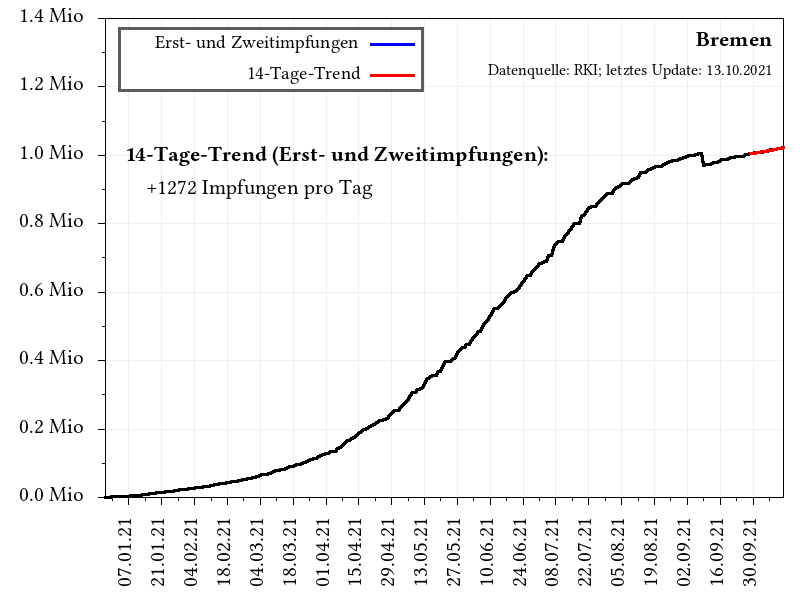 1.4 Mio
Erst- und Zweitimpfungen
Bremen
14-Tage-Trend
Datenquelle: RKI; letztes Update: 13.10.2021
1.2 Mio
14-Tage-Trend (Erst- und Zweitimpfungen):
1.0 Mio
+1272 Impfungen pro Tag
0.8 Mio
0.6 Mio
0.4 Mio
0.2 Mio
0.0 Mio
07.01.21
21.01.21
04.02.21
18.02.21
04.03.21
18.03.21
01.04.21
15.04.21
29.04.21
13.05.21
27.05.21
10.06.21
24.06.21
08.07.21
22.07.21
05.08.21
19.08.21
02.09.21
16.09.21
30.09.21